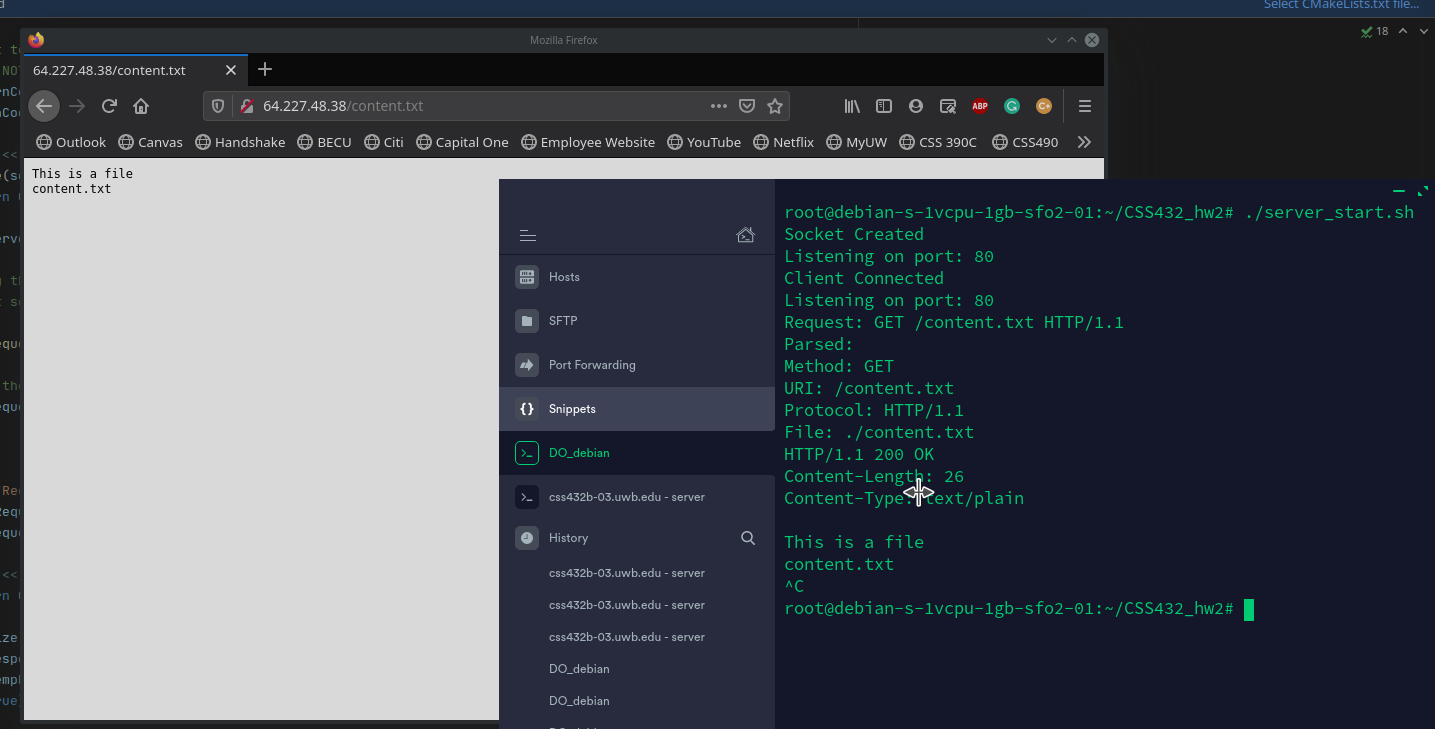 Select CMakeLists.txt file...
18
Mozilla Firefox
64.227.48.38/content.txt
64.227.48.38/content.txt
ABP
Outlook Canvas Handshake BECU Citi Capital One Employee Website YouTube Netflix MyUW CSS 390C CSS490
This is a file
content.txt
Hosts
SFTP
Port Forwarding
Snippets
DO_debian
css432b-03.uwb.edu - server
History
css432b-03.uwb.edu - server
css432b-03.uwb.edu - server
css432b-03.uwb.edu - server
DO_debian
DO_debian
root@debian-s-1vcpu-1gb-sfo2-01:~/CSS432_hw2# ./server_start.sh
Socket Created
Listening on port: 80
Client Connected
Listening on port: 80
Request: GET /content.txt HTTP/1.1
Parsed:
Method: GET
URI: /content.txt
Protocol: HTTP/1.1
File: ./content.txt
HTTP/1.1 200 OK
Content-Length: 26
Content-Type: text/plain
This is a file
content.txt
^C
root@debian-s-1vcpu-1gb-sfo2-01:~/CSS432_hw2#